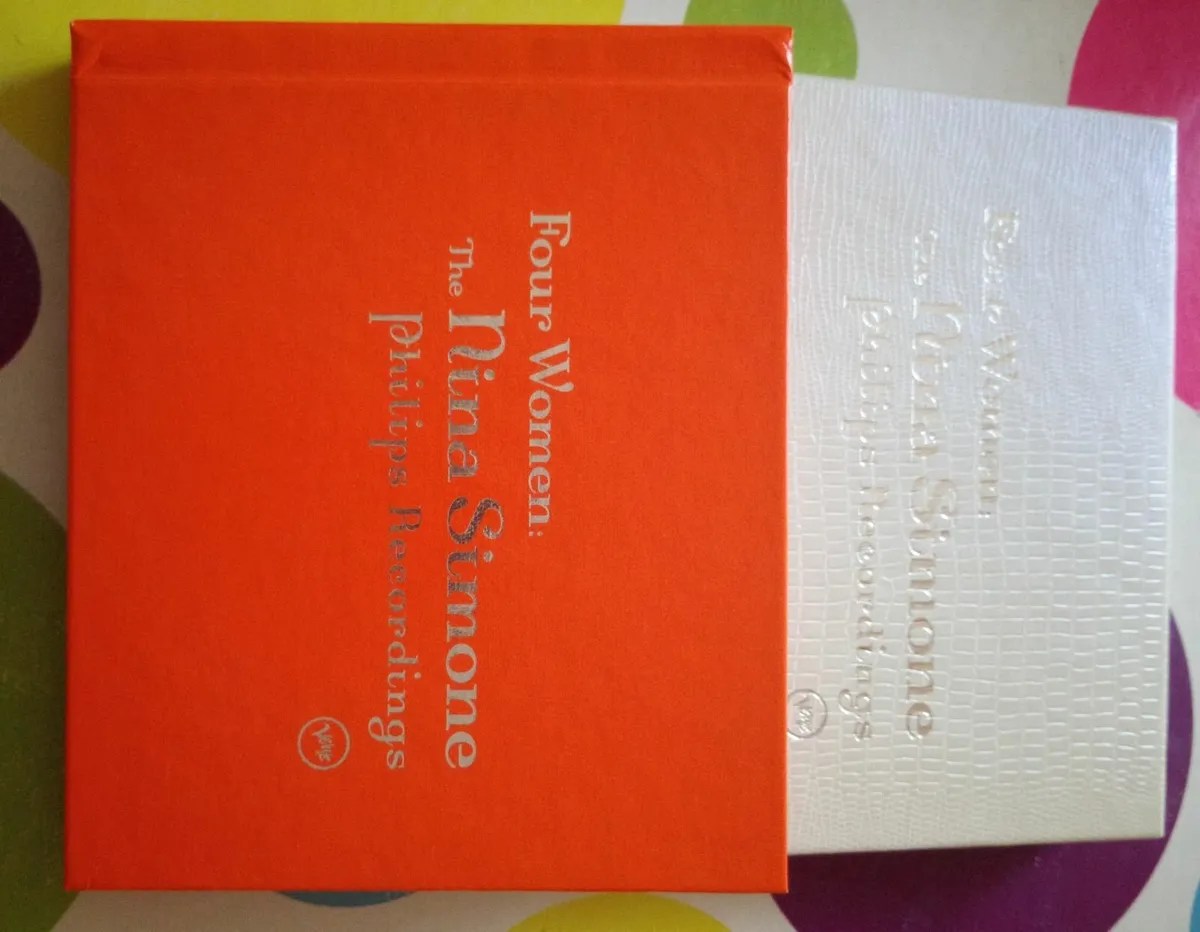 Four Women:
The Nina Simone
Philips Recordings
Verve
Four Women:
The Nina Simone
Philips Recordings
Verve